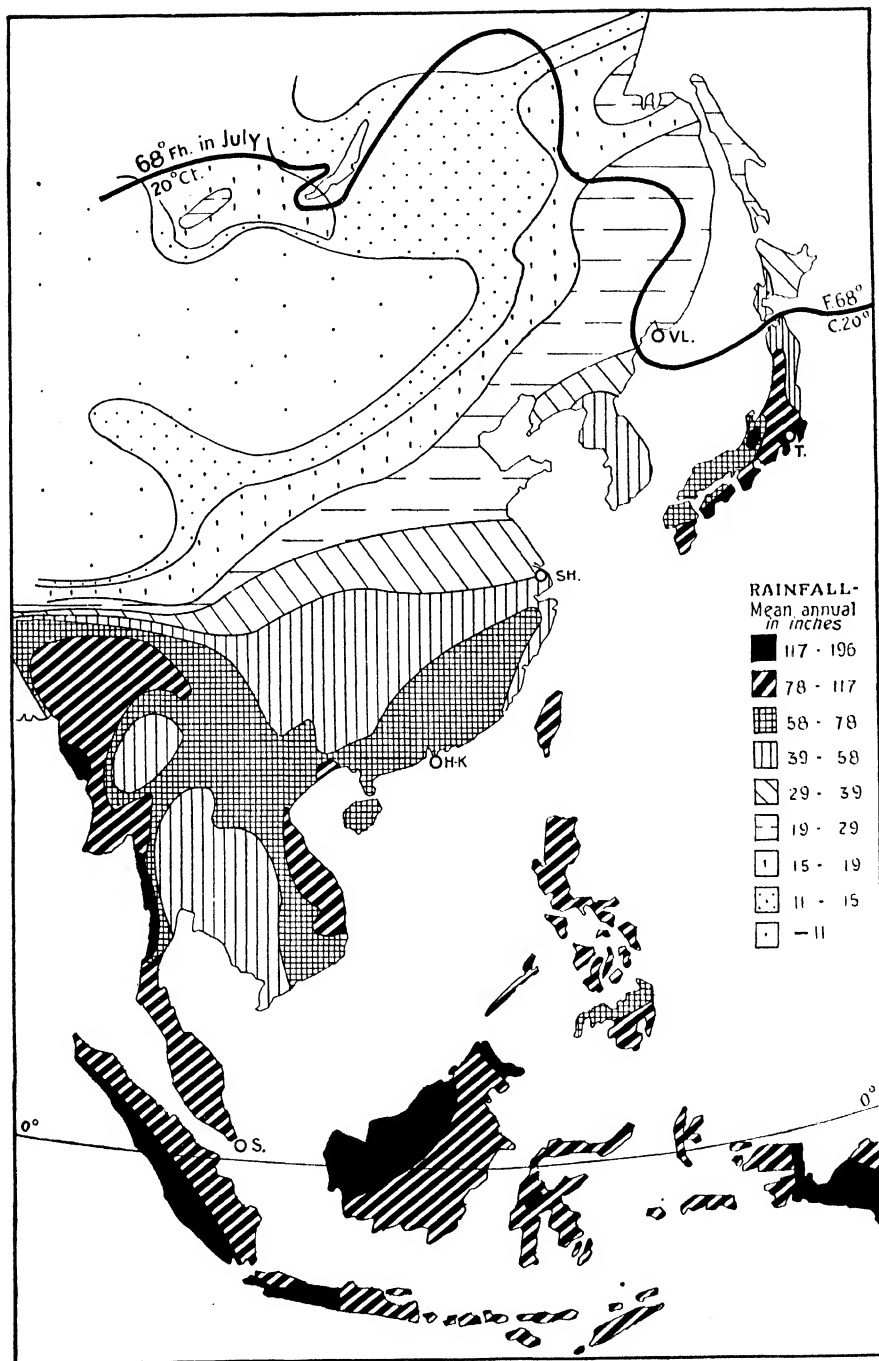 68° Fh. in July
20° Ct.
F. 68°
C. 20°
VL.
T.
SH.
H-K
S.
0°
0°
RAINFALL-
Mean annual
in inches
117 - 196
78 - 117
58 - 78
39 - 58
29 - 39
19 - 29
15 - 19
11 - 15
- 11